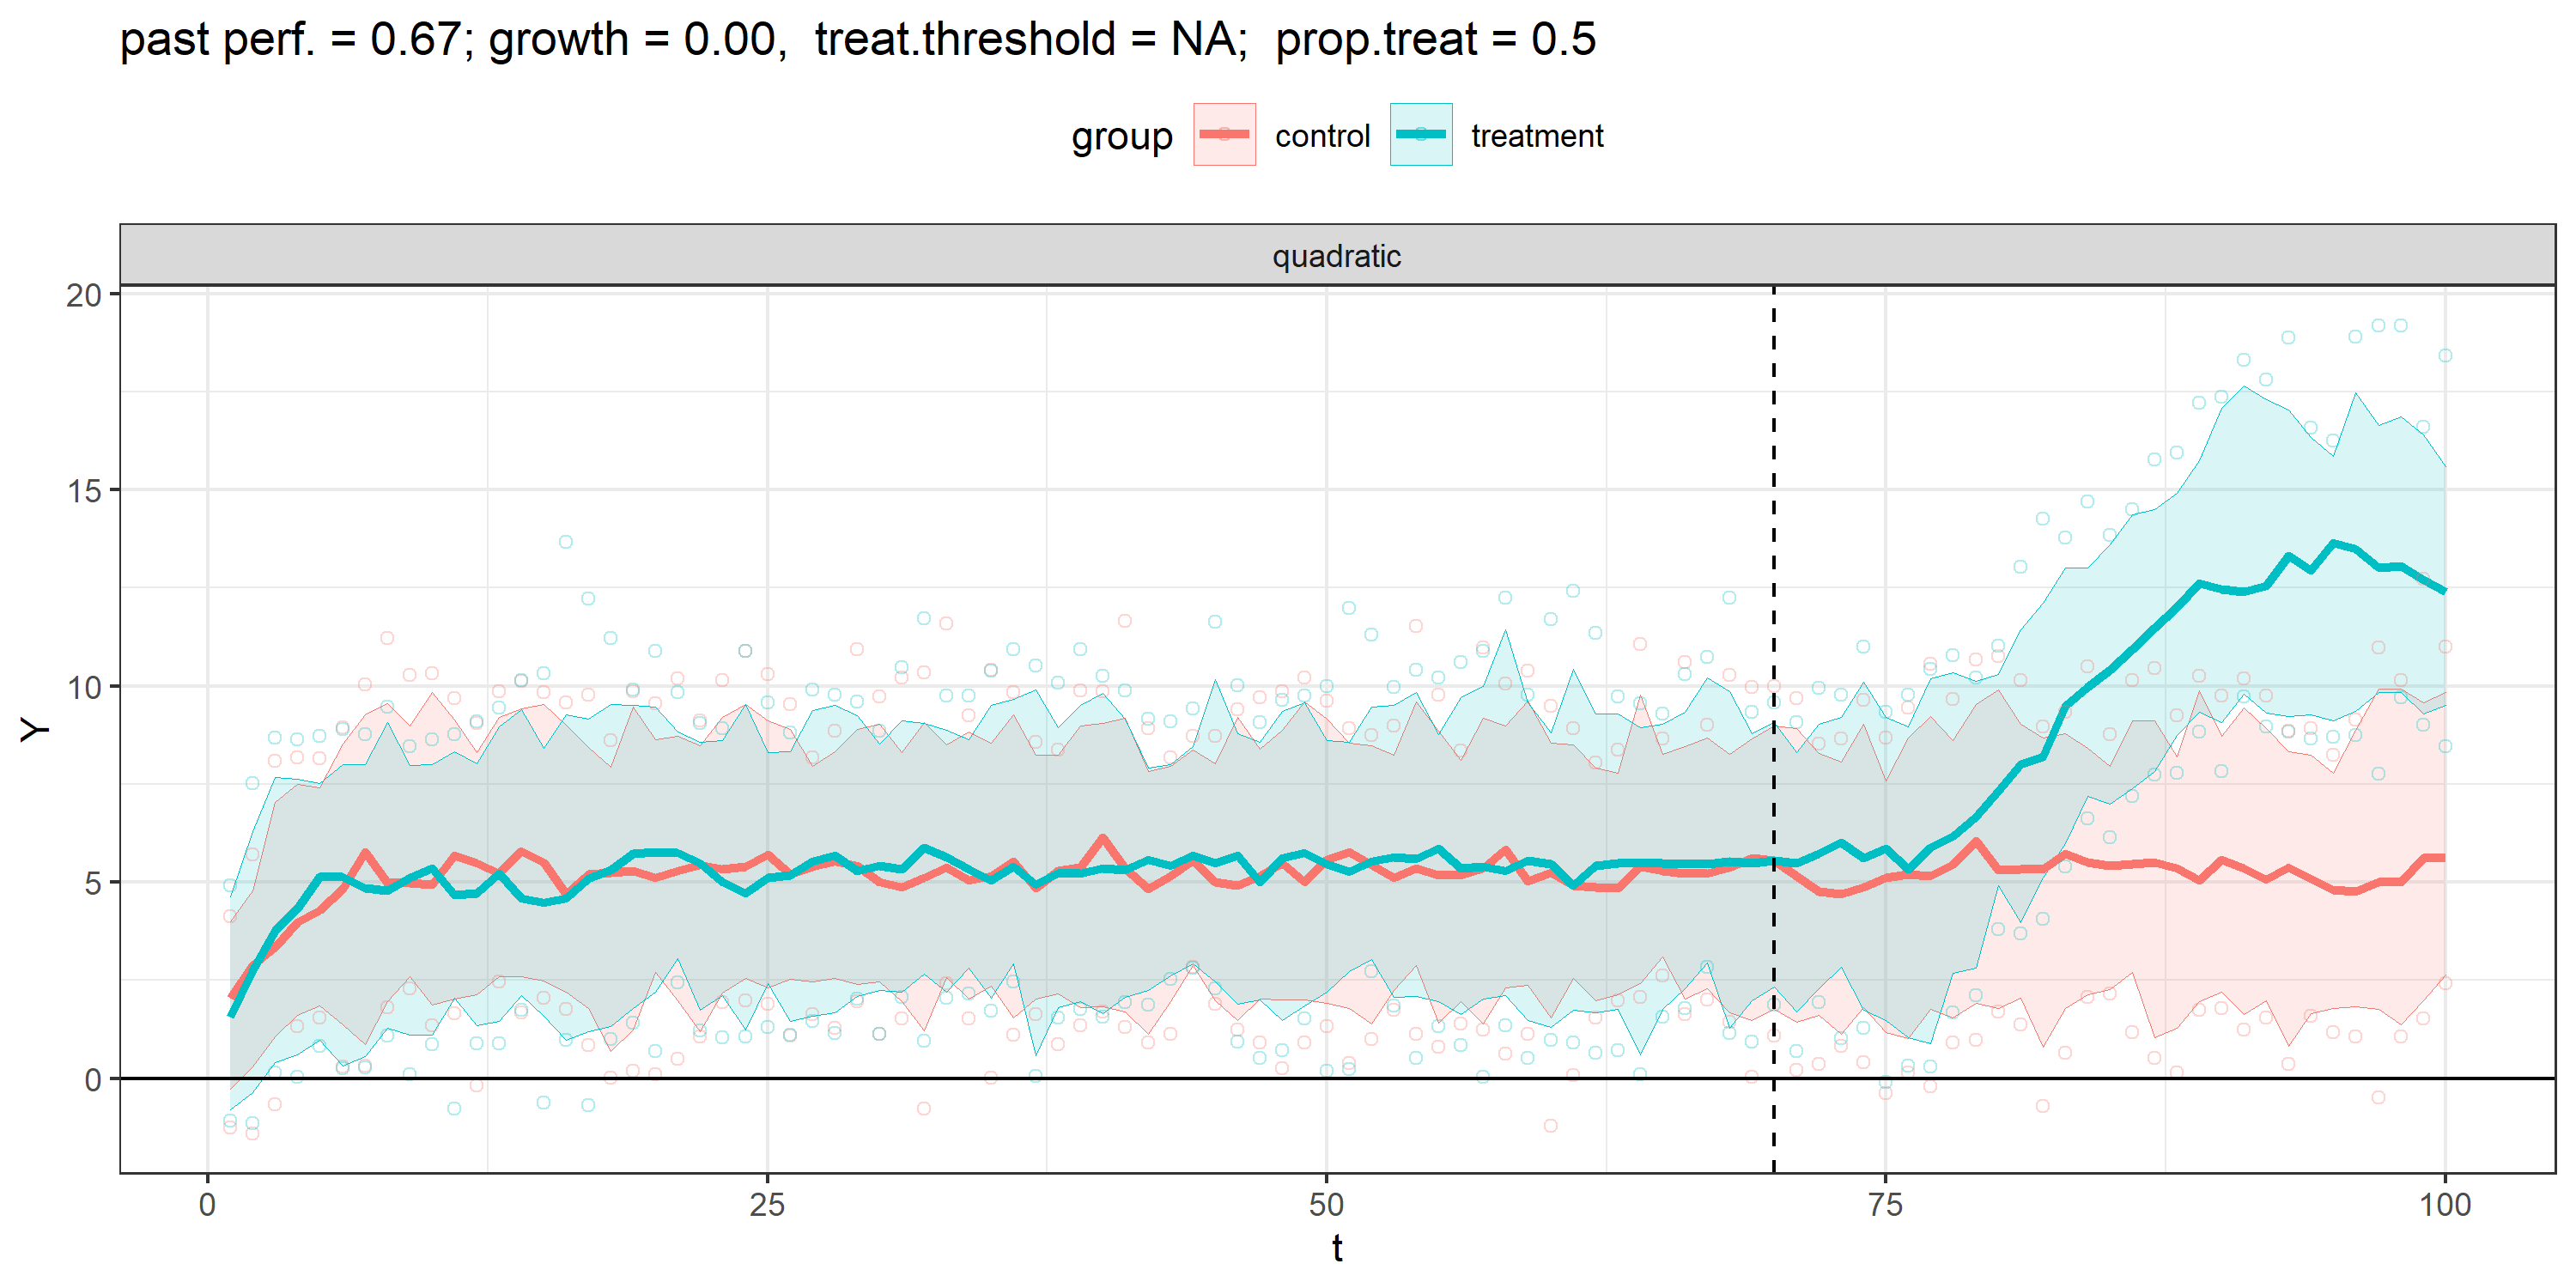 past perf. = 0.67; growth = 0.00,  treat.threshold = NA;  prop.treat = 0.5
group control treatment
quadratic
20
15
10
5
0
Y
0 25 50 75 100
t